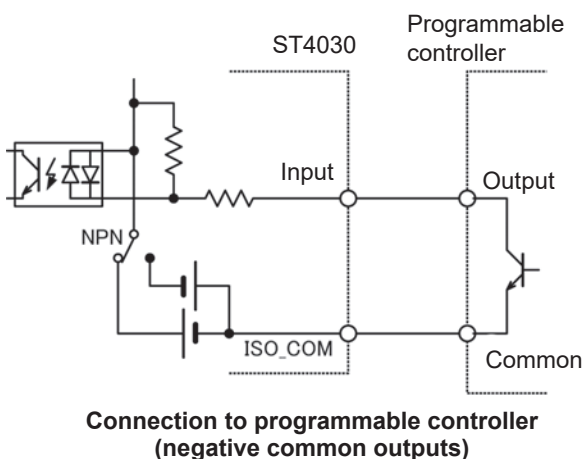 Programmable
controller
ST4030
Input
Output
NPN
ISO_COM
Common
Connection to programmable controller
(negative common outputs)